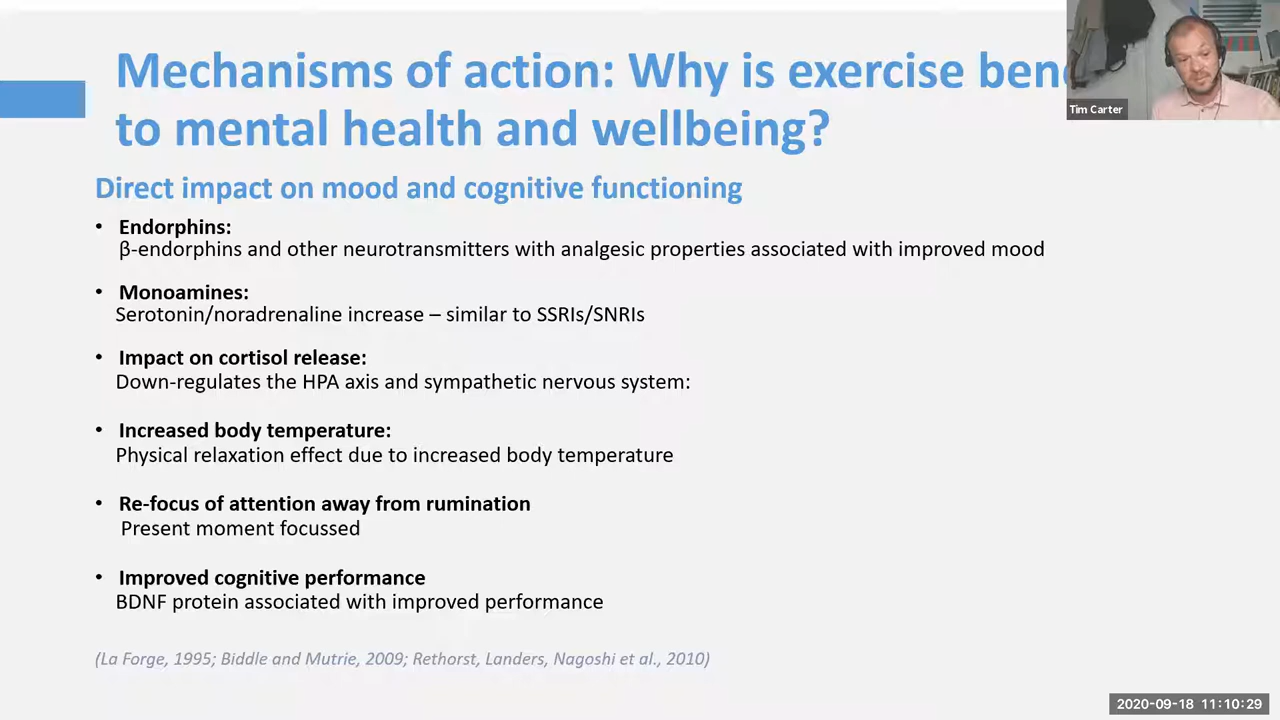 Mechanisms of action: Why is exercise
to mental health and wellbeing?
Tim Carter
Direct impact on mood and cognitive functioning
• Endorphins:
β-endorphins and other neurotransmitters with analgesic properties associated with improved mood
• Monoamines:
Serotonin/noradrenaline increase – similar to SSRIs/SNRIs
• Impact on cortisol release:
Down-regulates the HPA axis and sympathetic nervous system:
• Increased body temperature:
Physical relaxation effect due to increased body temperature
• Re-focus of attention away from rumination
Present moment focussed
• Improved cognitive performance
BDNF protein associated with improved performance
(La Forge, 1995; Biddle and Mutrie, 2009; Rethorst, Landers, Nagoshi et al., 2010)
2020-09-18 11:10:29